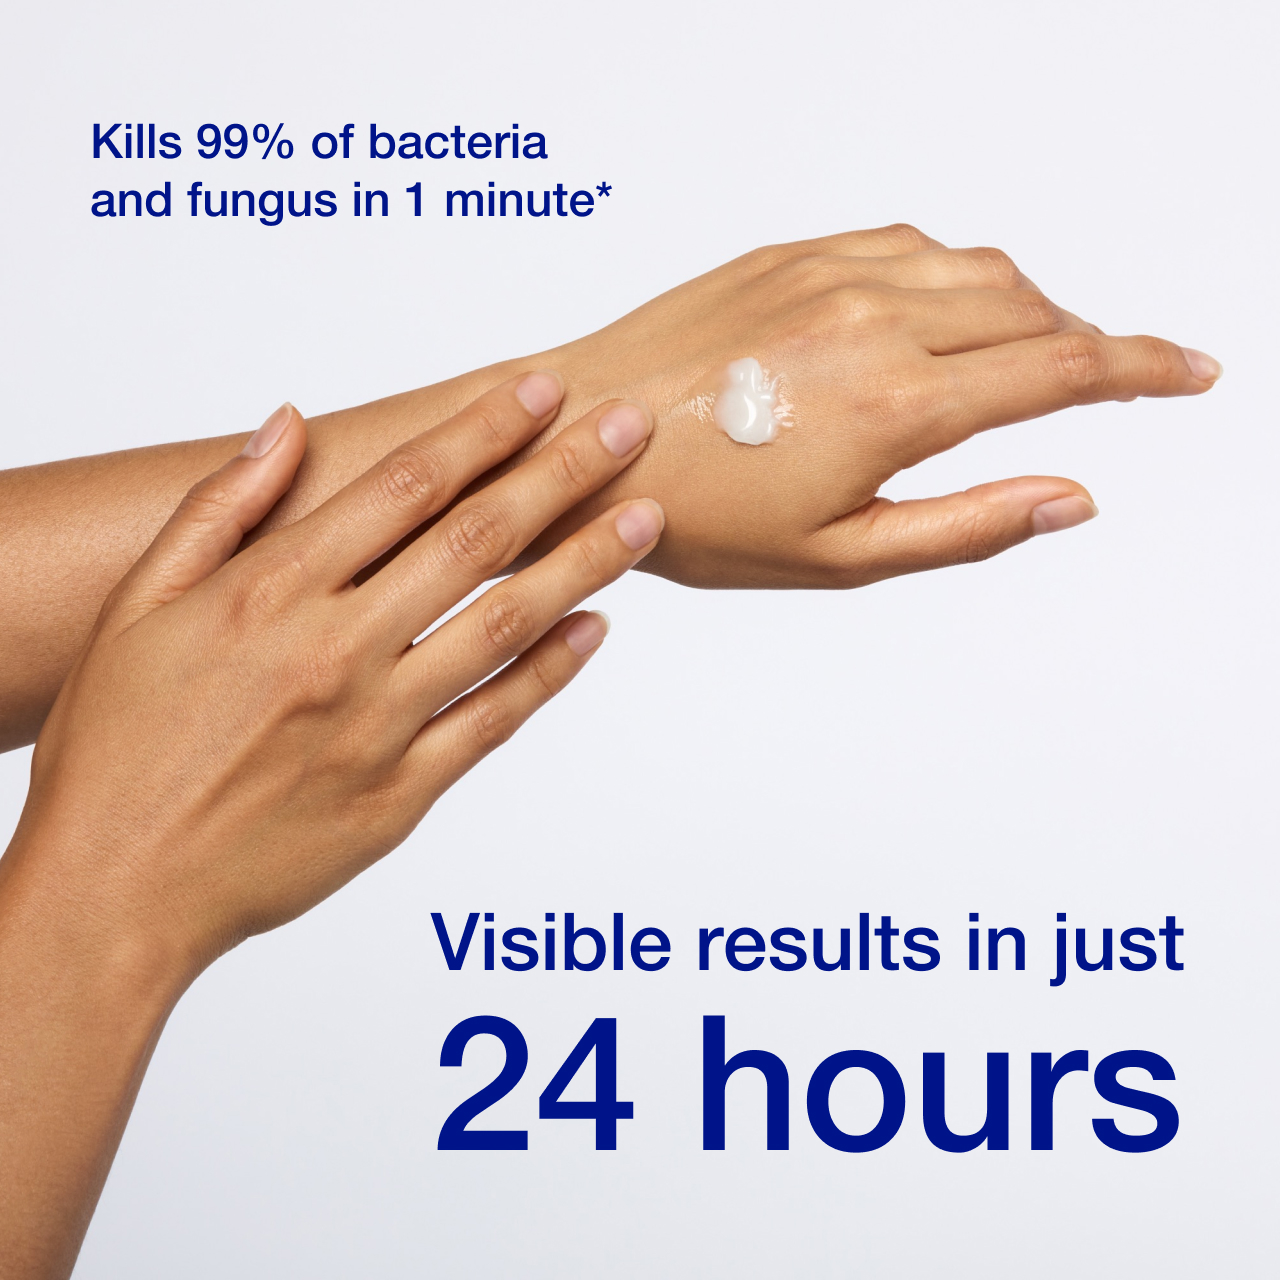 Kills 99% of bacteria
and fungus in 1 minute*
Visible results in just
24 hours